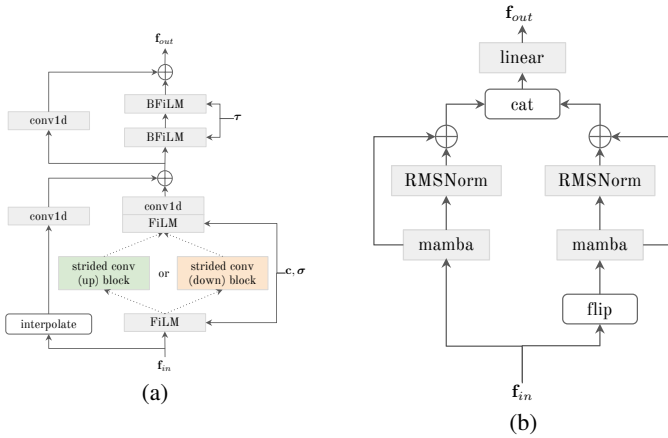 f_out
BFiLM
conv1d
τ
BFiLM
conv1d
conv1d
FiLM
strided conv
(up) block
or
strided conv
(down) block
c, σ
interpolate
FiLM
f_in
(a)
f_out
linear
cat
RMSNorm
RMSNorm
mamba
mamba
flip
f_in
(b)